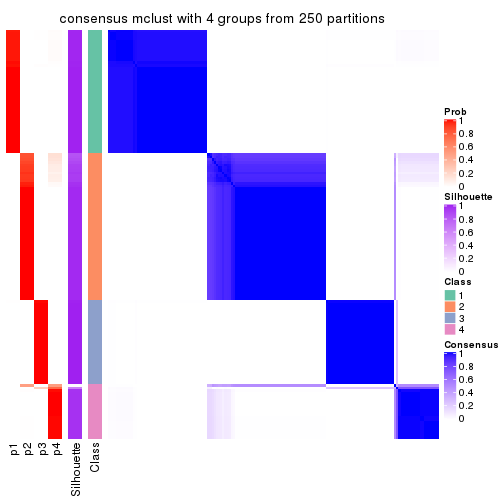 consensus mclust with 4 groups from 250 partitions
Prob
1
0.8
0.6
0.4
0.2
0
Silhouette
1
0.8
0.6
0.4
0.2
0
Class
1
2
3
4
Consensus
1
0.8
0.6
0.4
0.2
0
p1
p2
p3
p4
Silhouette
Class